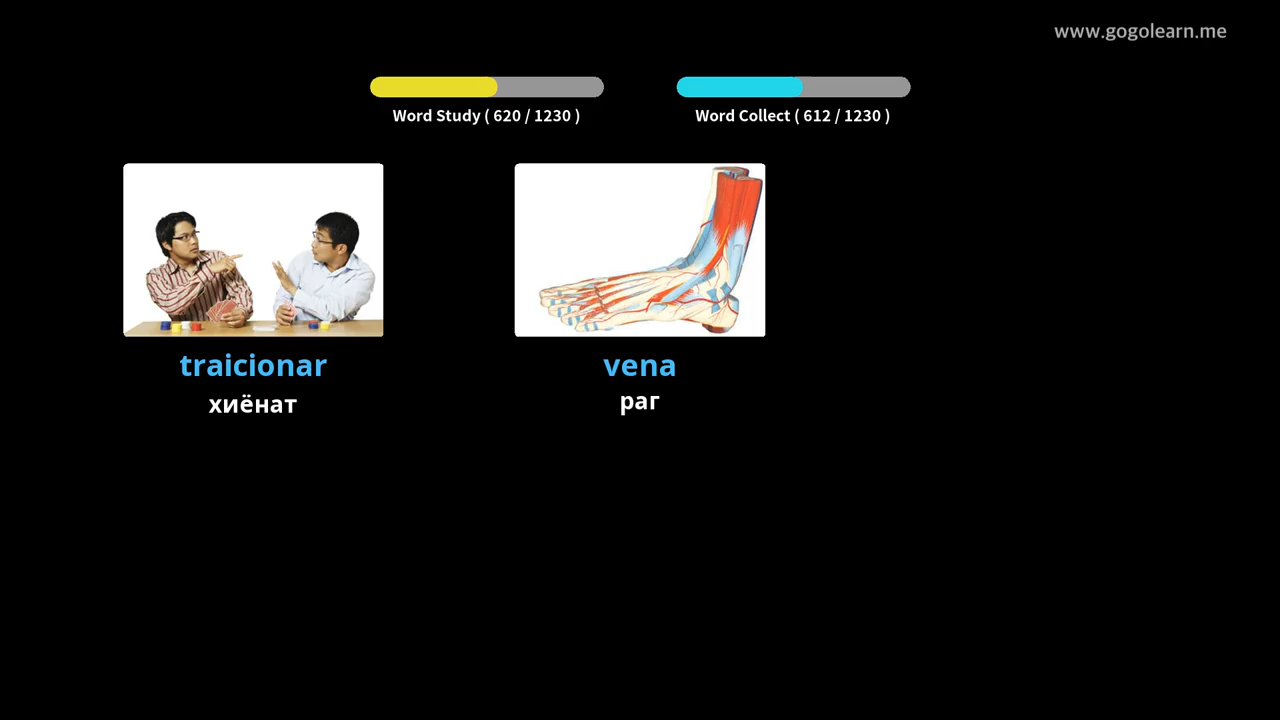 www.gogolearn.me
Word Study ( 620 / 1230 )
Word Collect ( 612 / 1230 )
traicionar
хиёнат
vena
раг